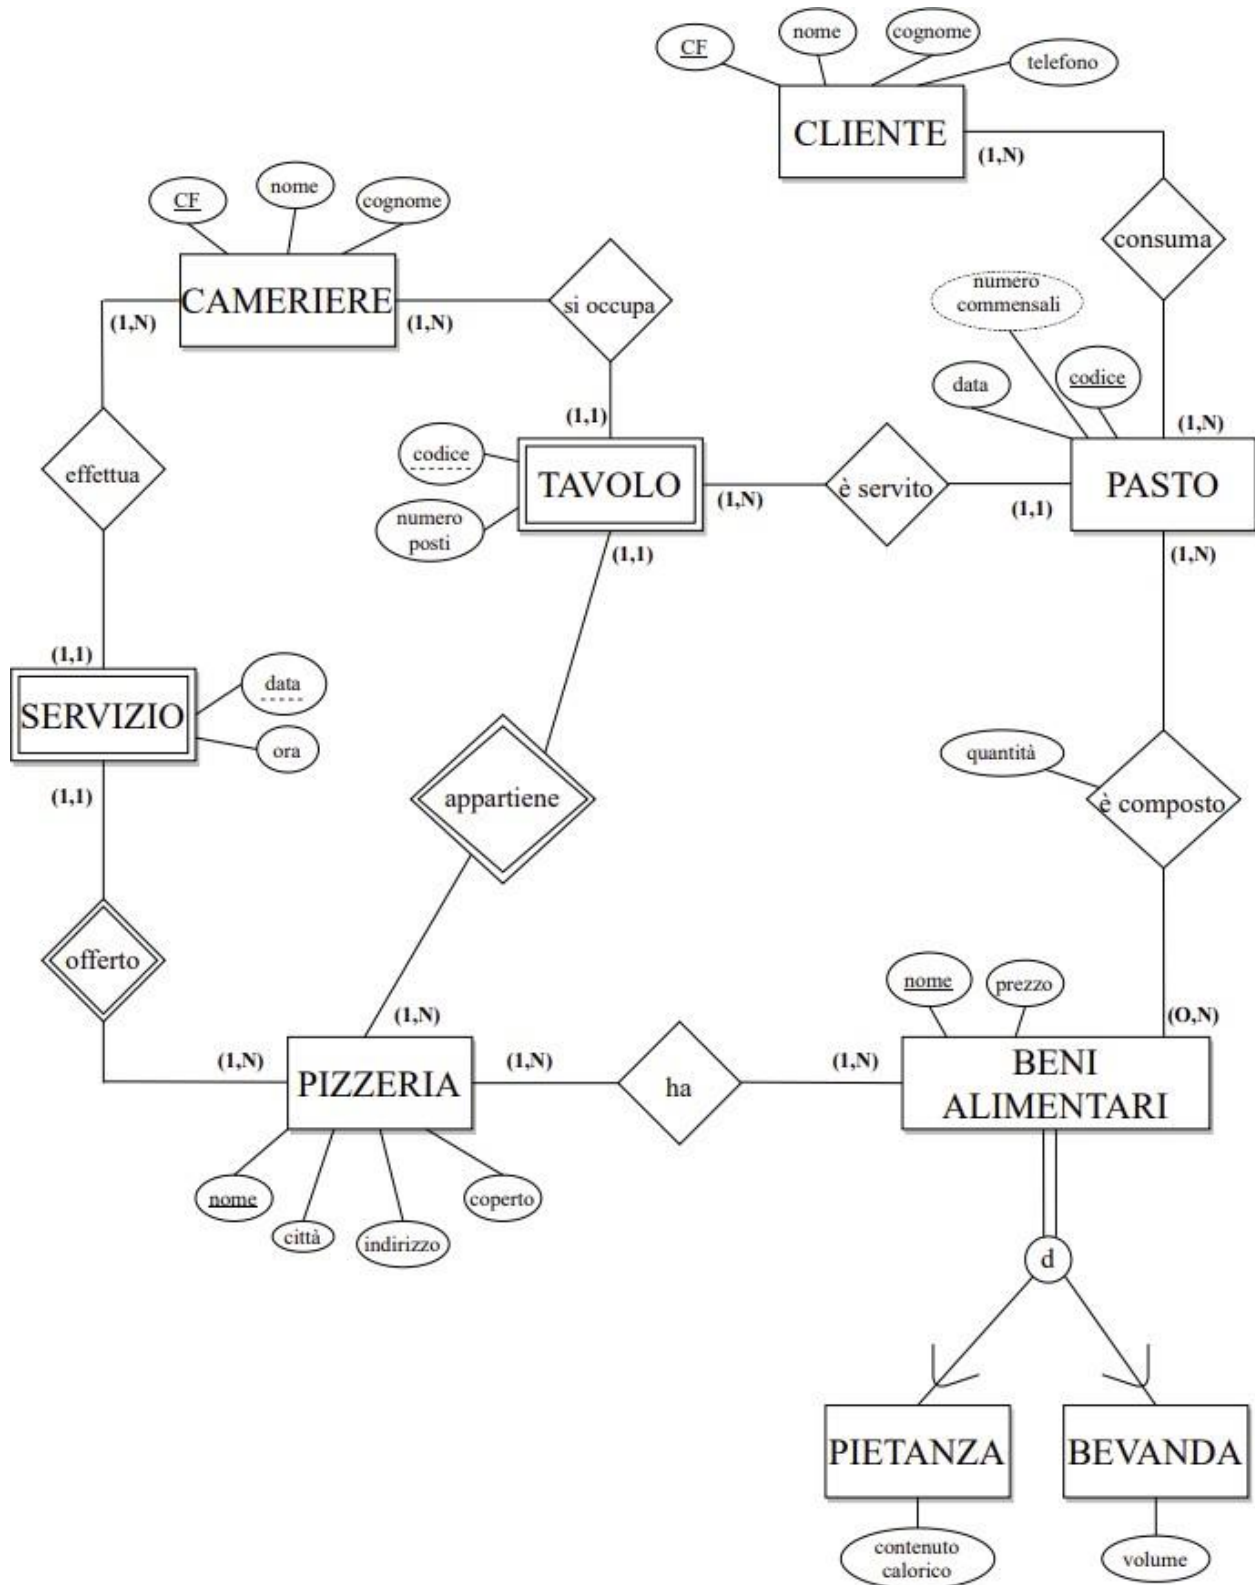 CF
nome
cognome
telefono
CLIENTE
(1,N)
consuma
CF
nome
cognome
CAMERIERE
(1,N)
(1,N)
si occupa
numero
commensali
data
codice
(1,1)
(1,N)
effettua
codice
numero
posti
TAVOLO
(1,N)
è servito
(1,1)
PASTO
(1,1)
(1,N)
(1,1)
SERVIZIO
data
ora
(1,1)
quantità
è composto
appartiene
offerto
nome
prezzo
(O,N)
(1,N)
(1,N)
PIZZERIA
(1,N)
ha
(1,N)
BENI
ALIMENTARI
nome
città
indirizzo
coperto
d
PIETANZA
BEVANDA
contenuto
calorico
volume